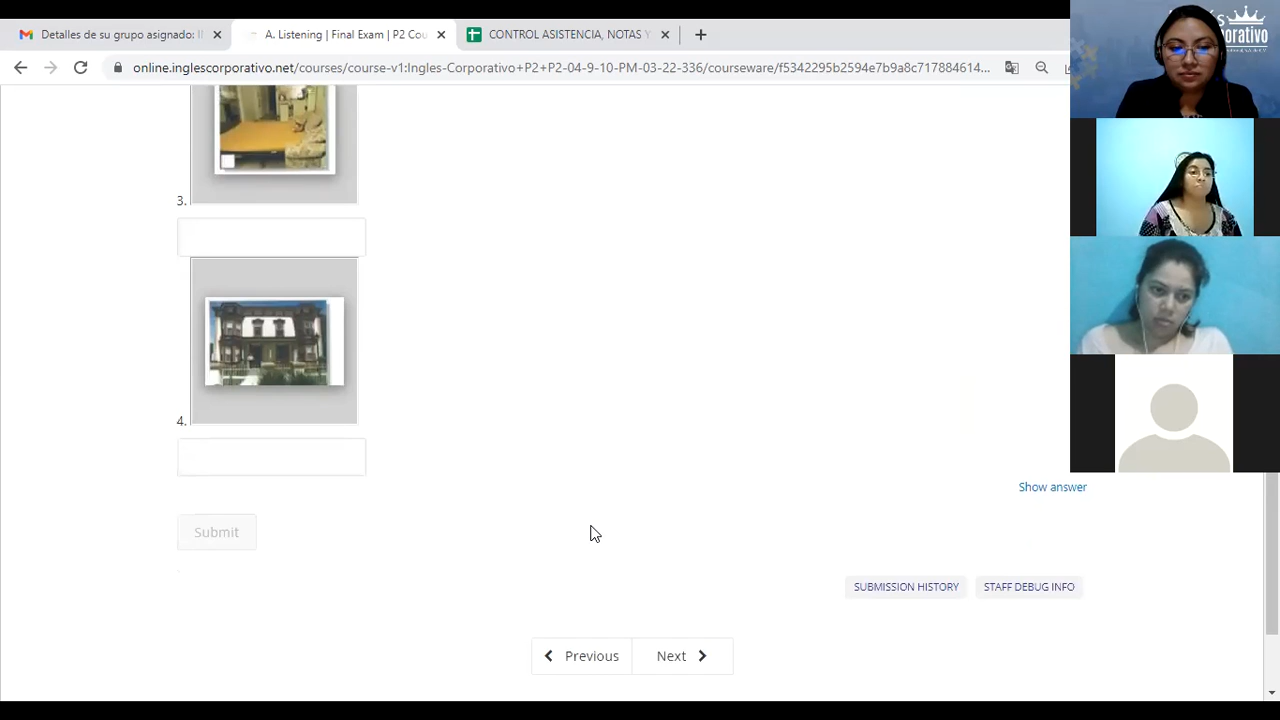 Detalles de su grupo asignado: I
A. Listening | Final Exam | P2 Cou
CONTROL ASISTENCIA, NOTAS Y
online.inglescorporativo.net/courses/course-v1:Ingles-Corporativo+P2+P2-04-9-10-PM-03-22-336/courseware/f5342295b2594e7b9a8c717884614...
3.
4.
Show answer
Submit
SUBMISSION HISTORY
STAFF DEBUG INFO
Previous
Next